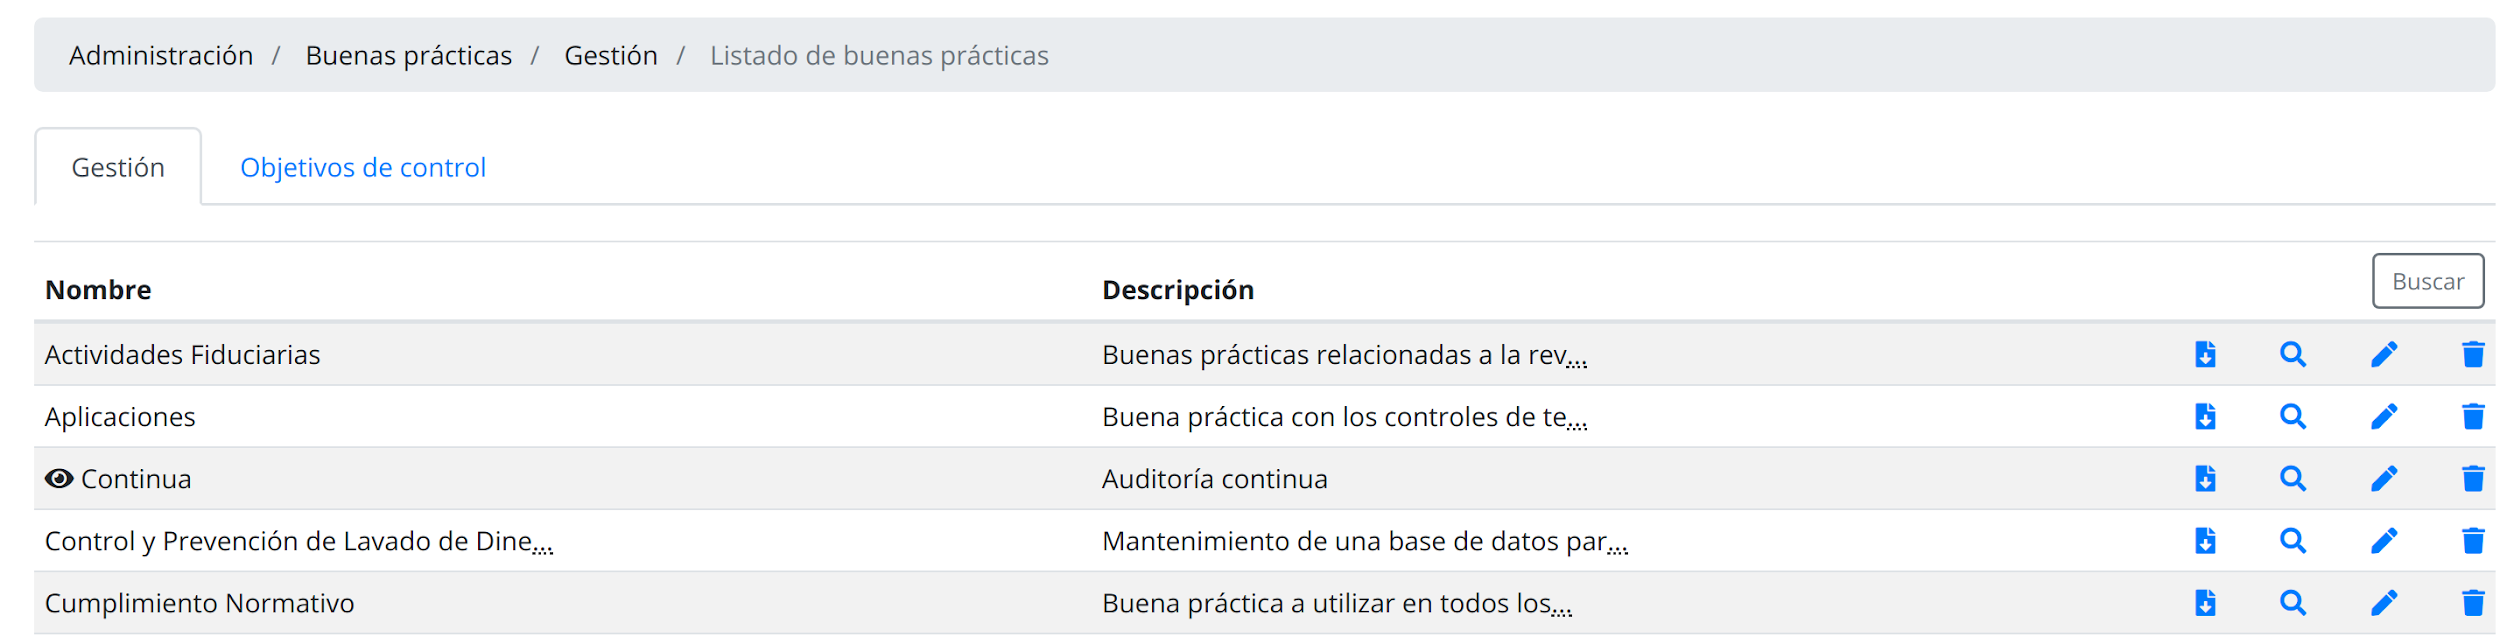 Administración / Buenas prácticas / Gestión / Listado de buenas prácticas
Gestión Objetivos de control
Nombre Descripción Buscar
Actividades Fiduciarias Buenas prácticas relacionadas a la rev...
Aplicaciones Buena práctica con los controles de te...
Continua Auditoría continua
Control y Prevención de Lavado de Dine... Mantenimiento de una base de datos par...
Cumplimiento Normativo Buena práctica a utilizar en todos los...